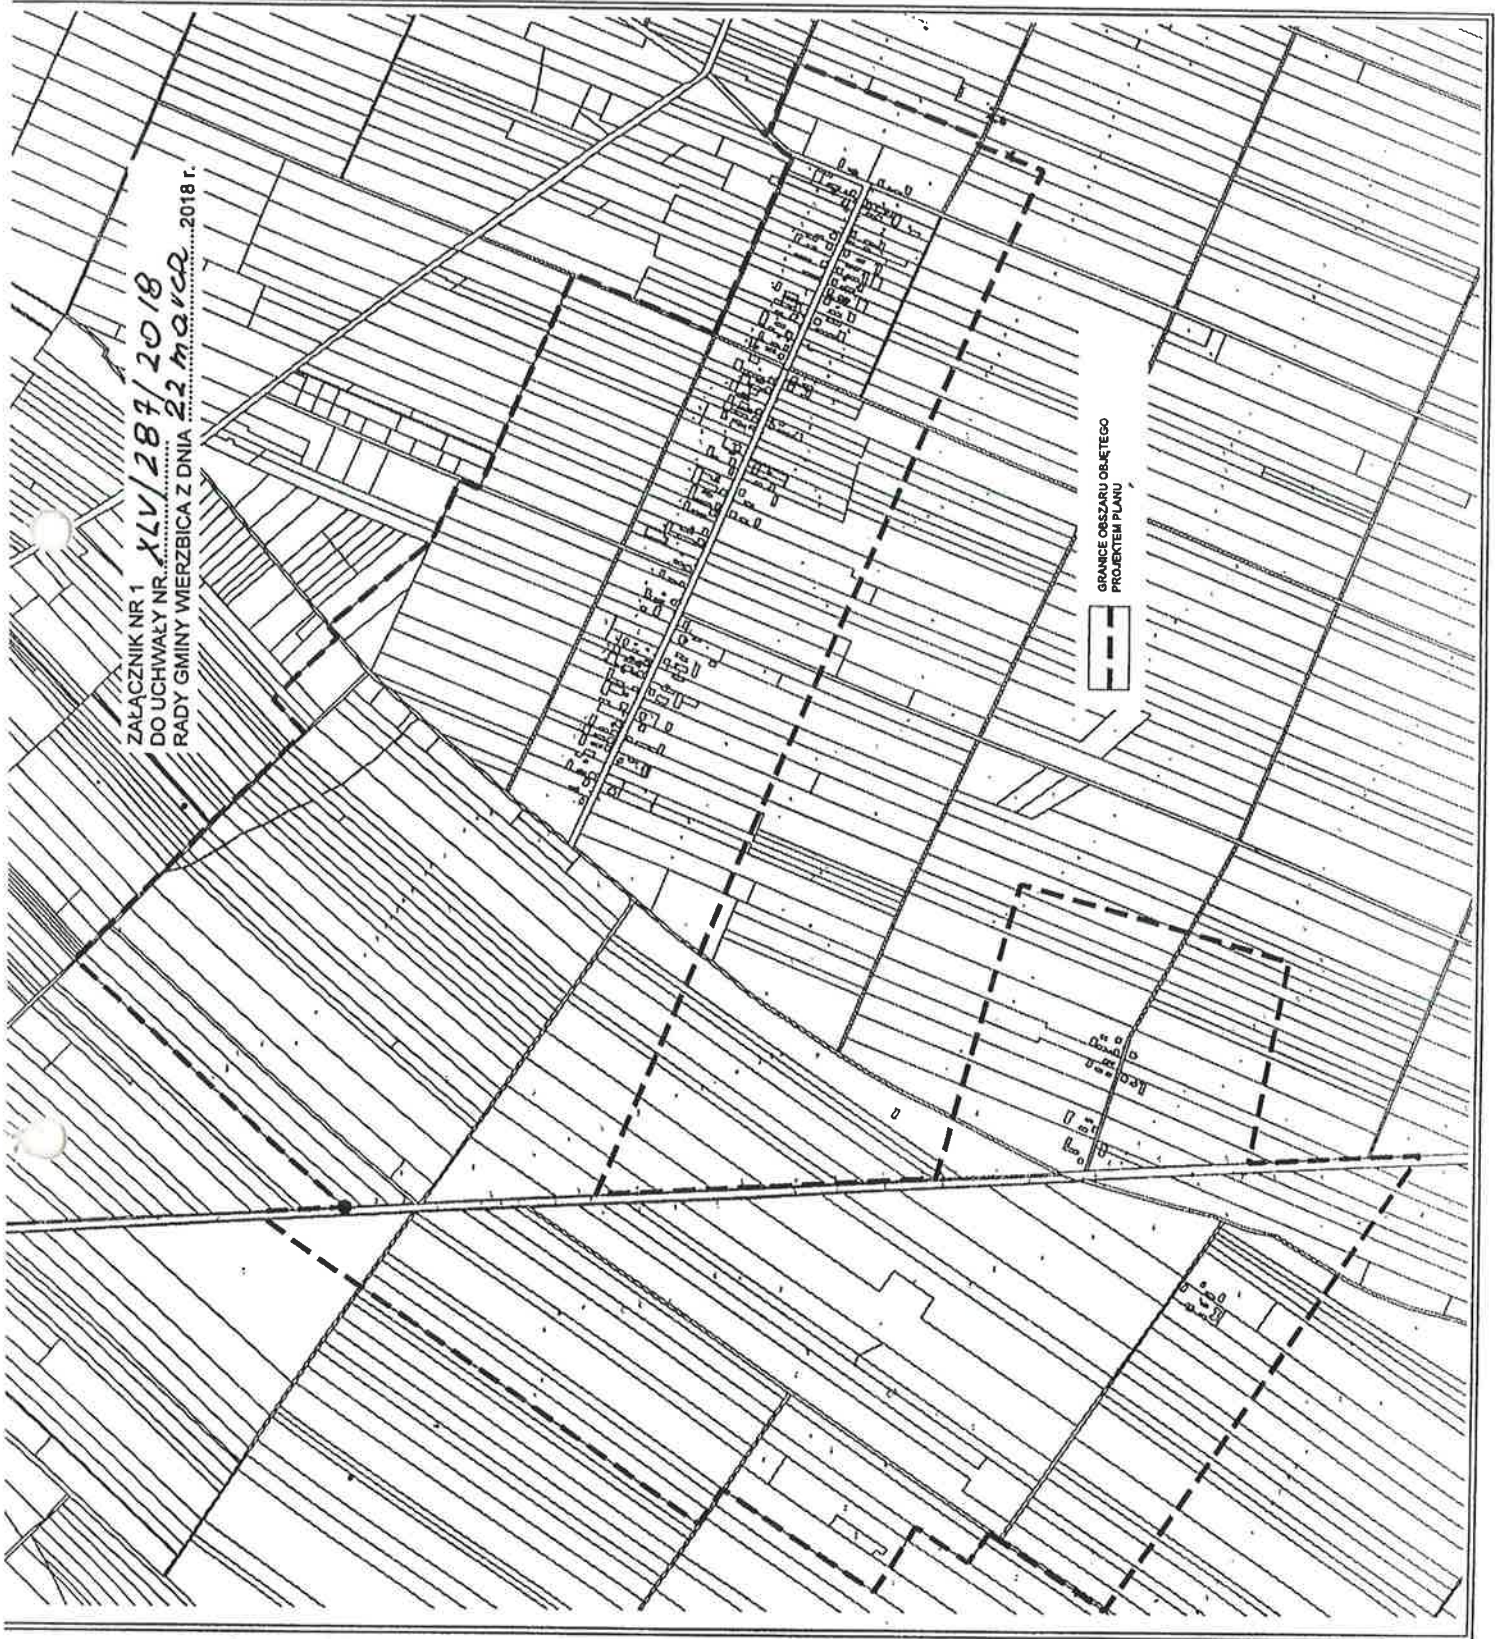 ZAŁĄCZNIK NR 1
DO UCHWAŁY NR XLV/287/2018
RADY GMINY WIERZBICA Z DNIA 22 marca 2018 r.
GRANICE OBSZARU OBJĘTEGO
PROJEKTEM PLANU